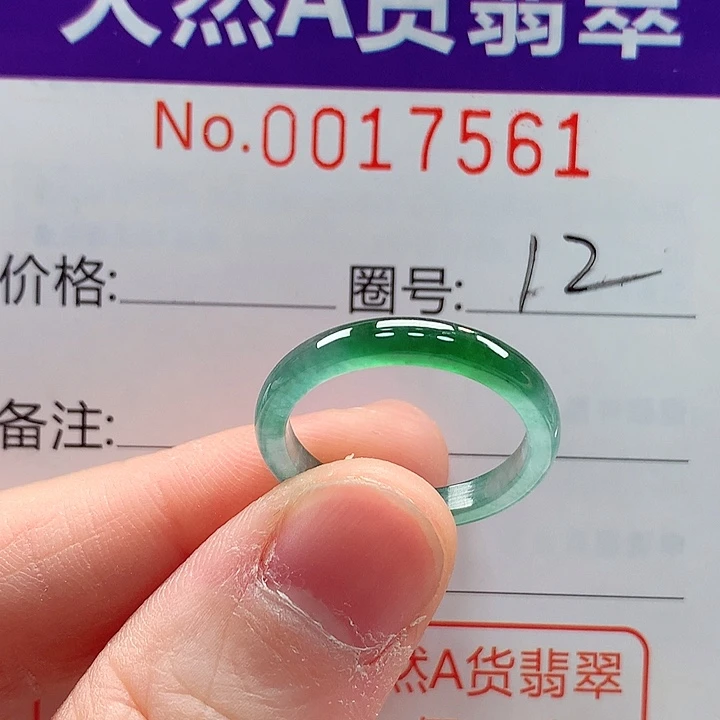 天然A货翡翠
No.0017561
价格: 圈号: 12
备注:
然A货翡翠